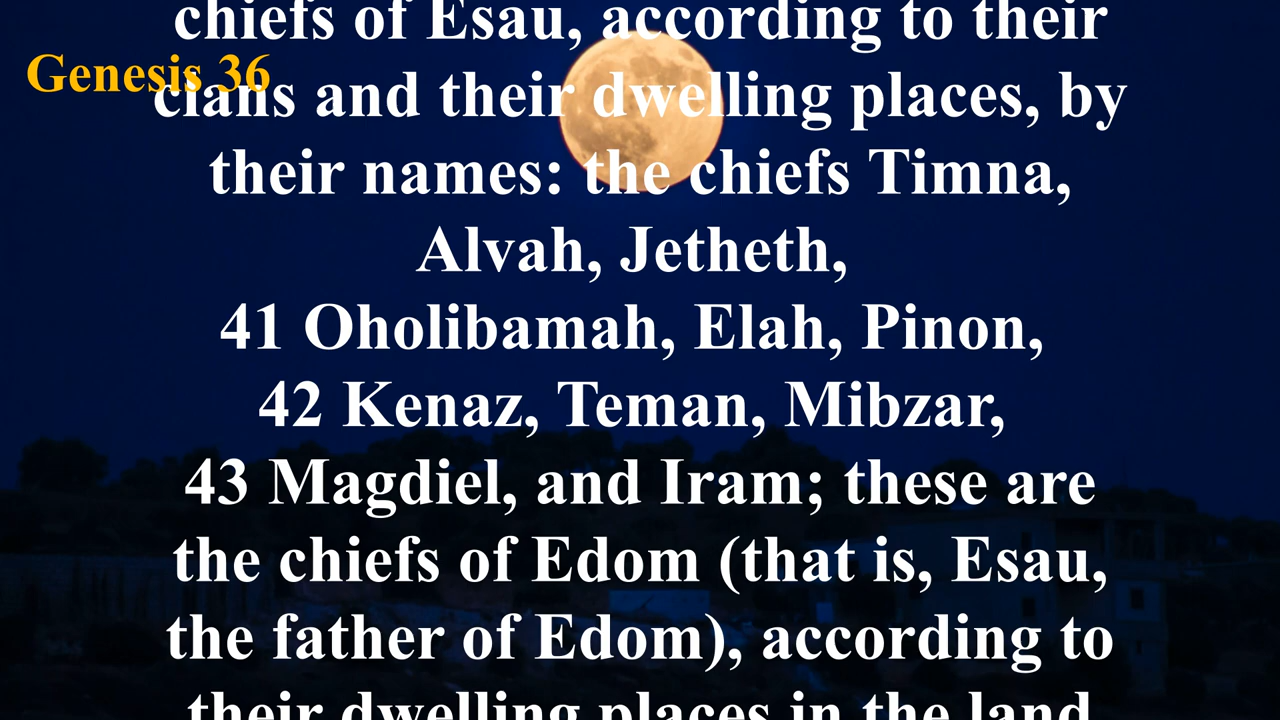 chiefs of Esau, according to their
Genesis 36
clans and their dwelling places, by
their names: the chiefs Timna,
Alvah, Jetheth,
41 Oholibamah, Elah, Pinon,
42 Kenaz, Teman, Mibzar,
43 Magdiel, and Iram; these are
the chiefs of Edom (that is, Esau,
the father of Edom), according to
their dwelling places in the land